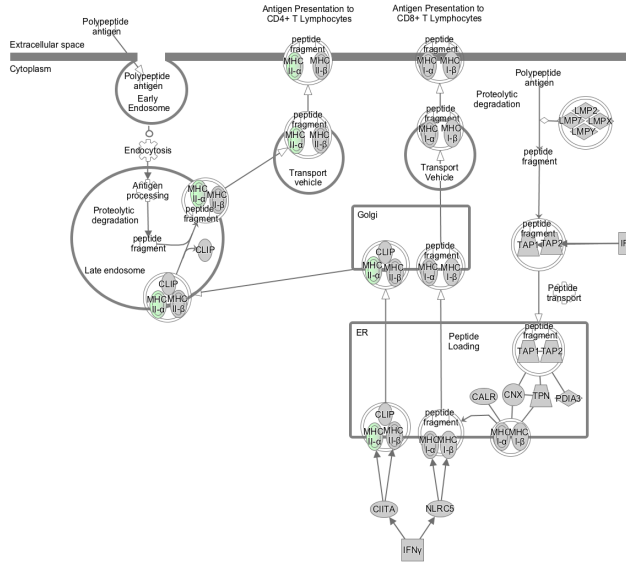 Antigen Presentation to
CD4+ T Lymphocytes
Antigen Presentation to
CD8+ T Lymphocytes
Polypeptide
antigen
Extracellular space
Cytoplasm
peptide
fragment
MHC
II-α
MHC
II-β
peptide
fragment
MHC
I-α
MHC
I-β
Polypeptide
antigen
Early
Endosome
Polypeptide
antigen
Proteolytic
degradation
LMP2
LMP7
LMPX
LMPY
peptide
fragment
Endocytosis
peptide
fragment
MHC
II-α
MHC
II-β
Transport
vehicle
peptide
fragment
MHC
I-α
MHC
I-β
Transport
Vehicle
Antigen
processing
Proteolytic
degradation
peptide
fragment
MHC
II-α
MHC
II-β
peptide
fragment
CLIP
Late endosome
CLIP
MHC
II-α
MHC
II-β
Golgi
CLIP
MHC
II-α
MHC
II-β
peptide
fragment
MHC
I-α
MHC
I-β
peptide
fragment
TAP1
TAP2
Peptide
transport
ER
Peptide
Loading
peptide
fragment
TAP1
TAP2
CALR
CNX
TPN
PDIA3
CLIP
MHC
II-α
MHC
II-β
peptide
fragment
MHC
I-α
MHC
I-β
MHC
I-α
MHC
I-β
CIITA
NLRC5
IFNγ